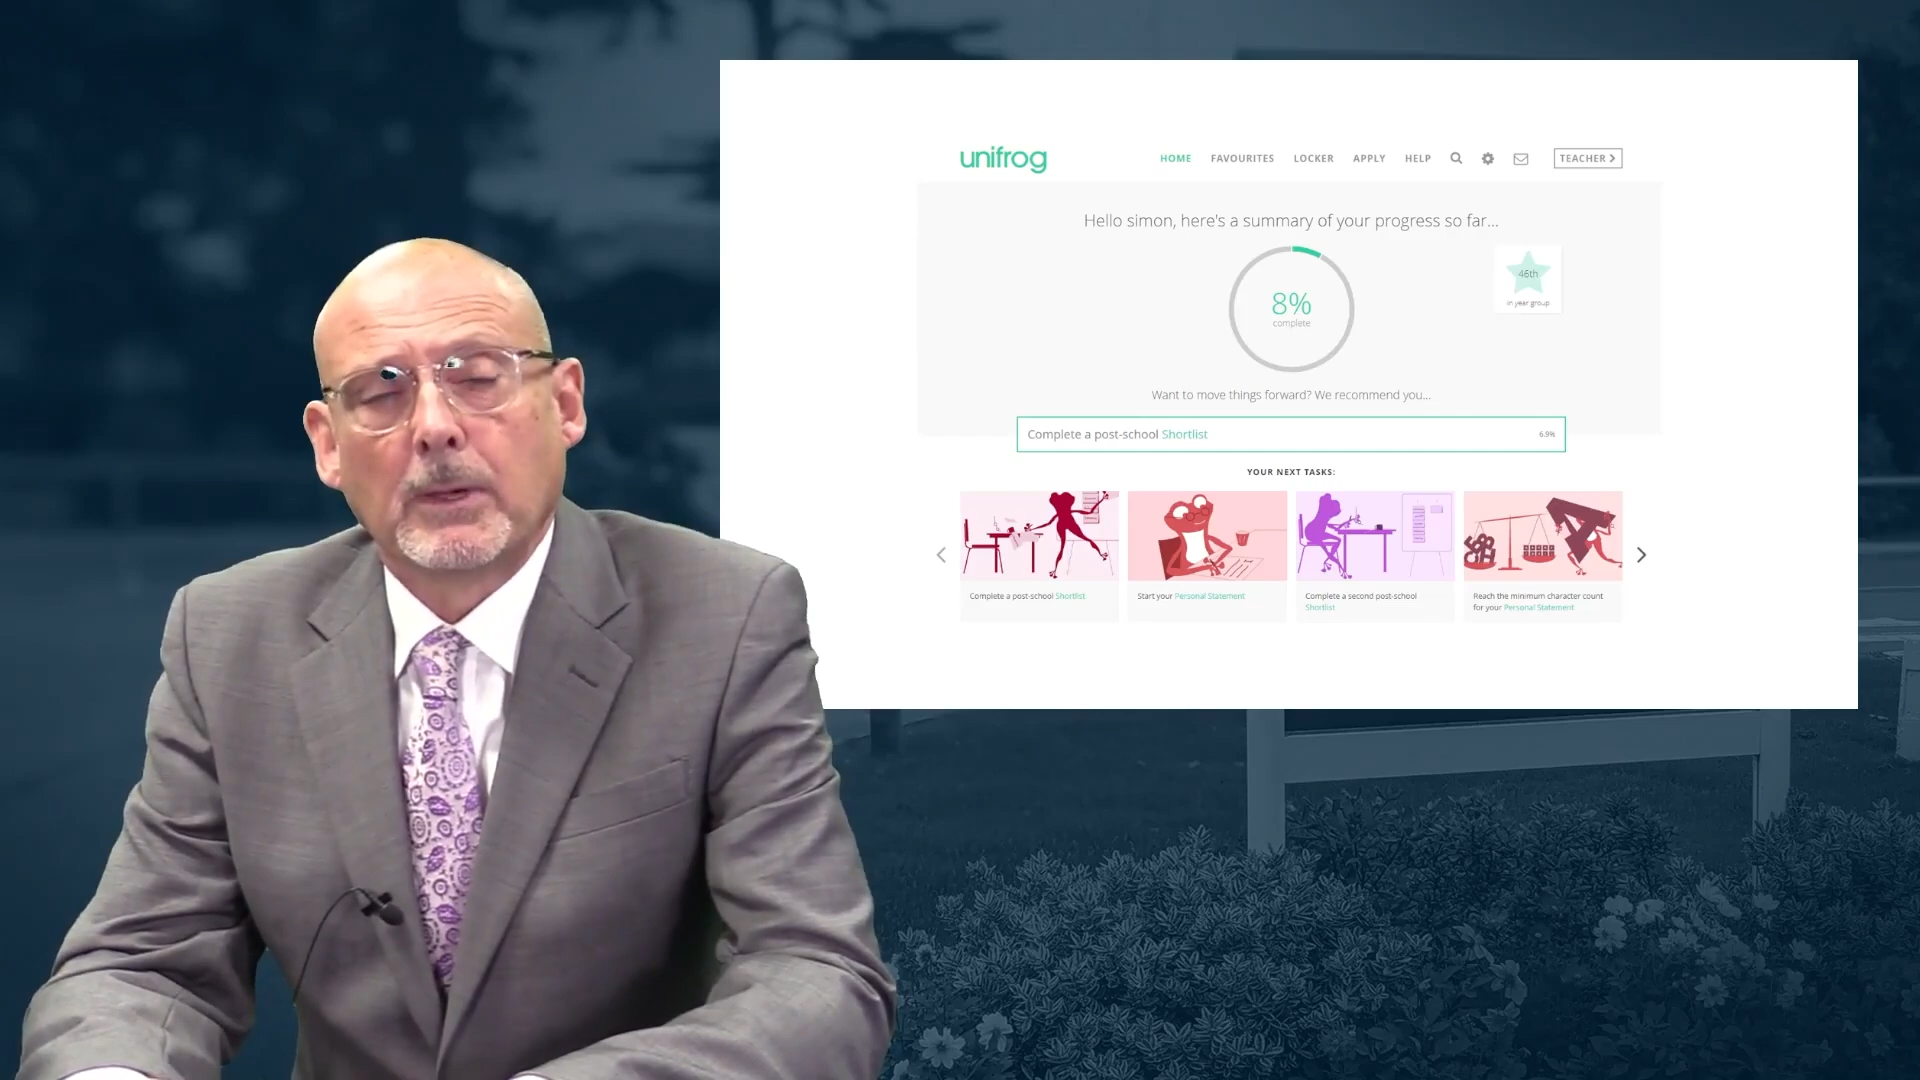 unifrog
HOME FAVOURITES LOCKER APPLY HELP TEACHER
Hello simon, here's a summary of your progress so far...
46th
in year group
8%
complete
Want to move things forward? We recommend you...
Complete a post-school Shortlist 6.9%
YOUR NEXT TASKS:
Complete a post-school Shortlist
Start your Personal Statement
Complete a second post-school
Shortlist
Reach the minimum character count
for your Personal Statement